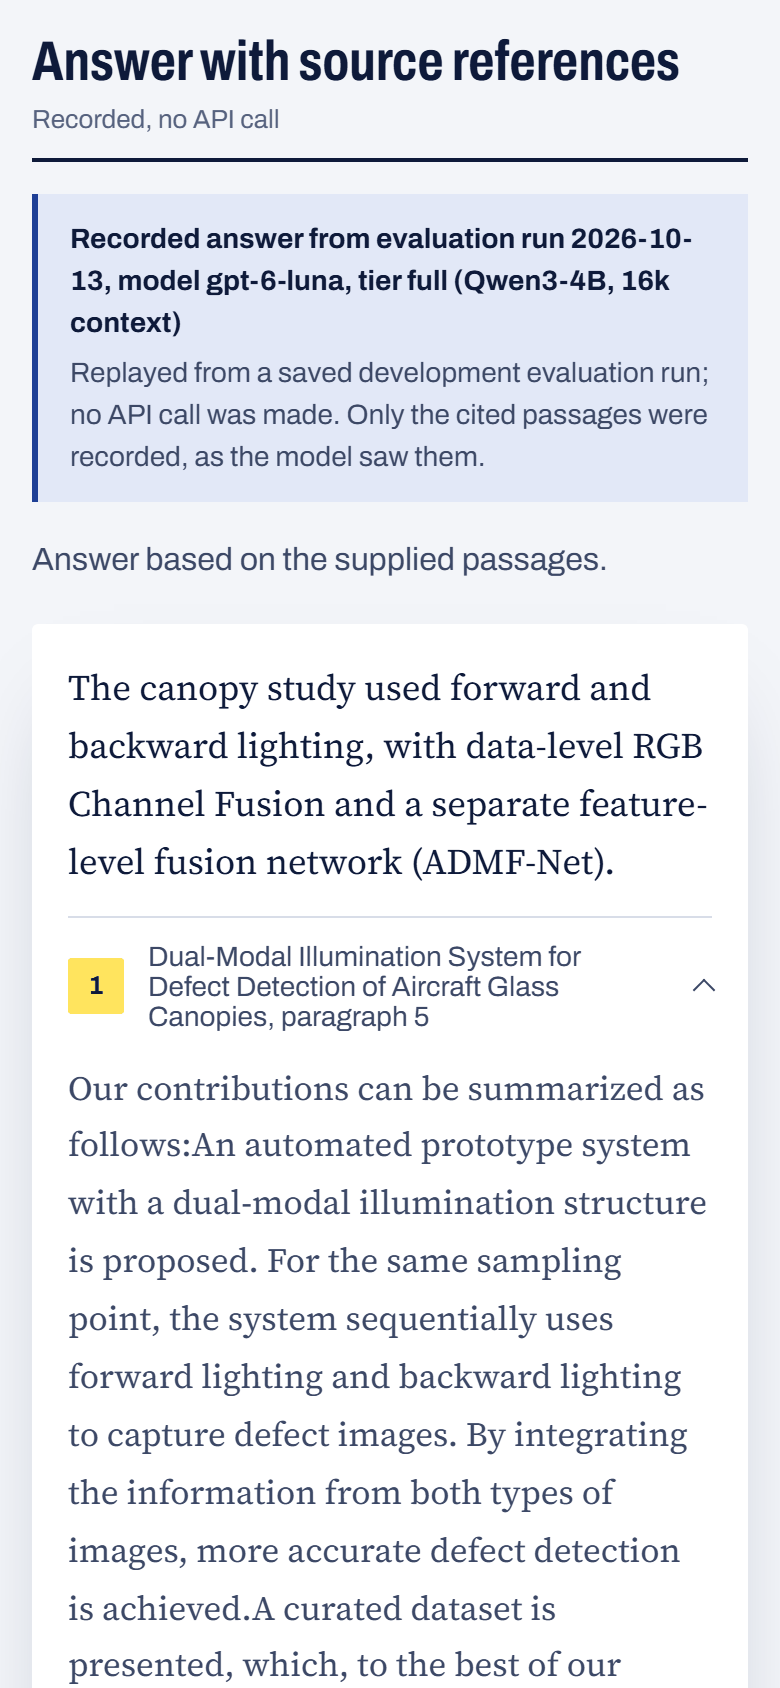 Answer with source references
Recorded, no API call
Recorded answer from evaluation run 2026-10-
13, model gpt-6-luna, tier full (Qwen3-4B, 16k
context)
Replayed from a saved development evaluation run;
no API call was made. Only the cited passages were
recorded, as the model saw them.
Answer based on the supplied passages.
The canopy study used forward and
backward lighting, with data-level RGB
Channel Fusion and a separate feature-
level fusion network (ADMF-Net).
1
Dual-Modal Illumination System for
Defect Detection of Aircraft Glass
Canopies, paragraph 5
Our contributions can be summarized as
follows:An automated prototype system
with a dual-modal illumination structure
is proposed. For the same sampling
point, the system sequentially uses
forward lighting and backward lighting
to capture defect images. By integrating
the information from both types of
images, more accurate defect detection
is achieved.A curated dataset is
presented, which, to the best of our